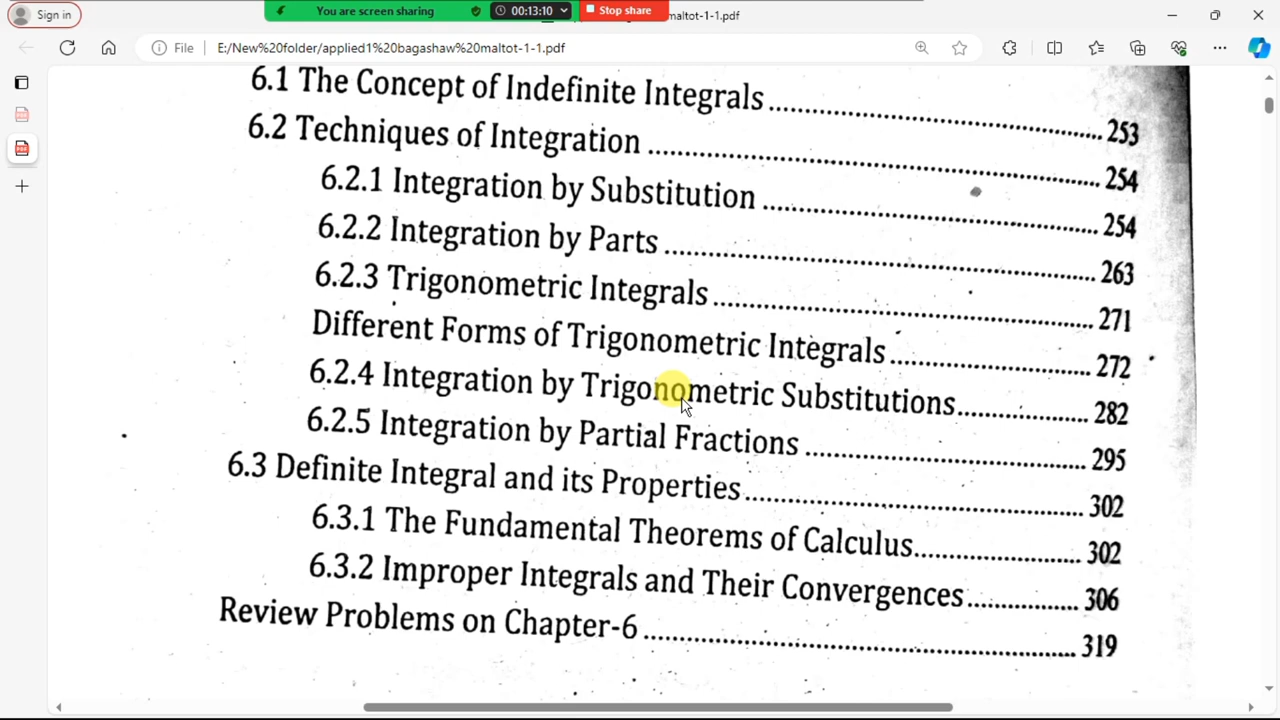 Sign in
You are screen sharing
00:13:10
Stop share
maltot-1-1.pdf
File
E:/New%20folder/applied1%20bagashaw%20maltot-1-1.pdf
6.1 The Concept of Indefinite Integrals ........ 253
6.2 Techniques of Integration ........ 254
6.2.1 Integration by Substitution ........ 254
6.2.2 Integration by Parts ........ 263
6.2.3 Trigonometric Integrals ........ 271
Different Forms of Trigonometric Integrals ........ 272
6.2.4 Integration by Trigonometric Substitutions ........ 282
6.2.5 Integration by Partial Fractions ........ 295
6.3 Definite Integral and its Properties ........ 302
6.3.1 The Fundamental Theorems of Calculus ........ 302
6.3.2 Improper Integrals and Their Convergences ........ 306
Review Problems on Chapter-6 ........ 319